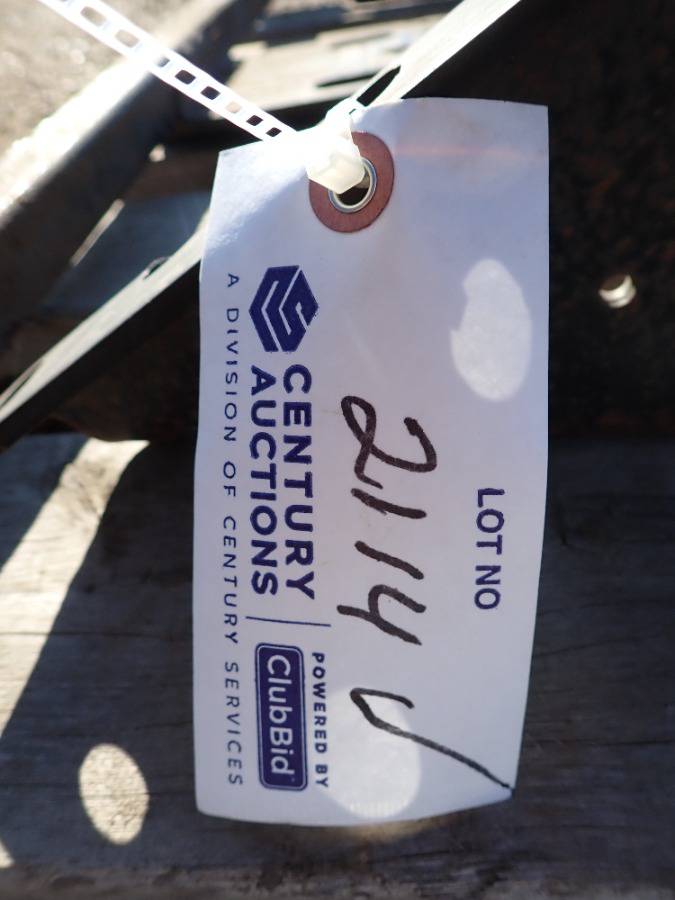 LOT NO
2114 ✓
CENTURY
AUCTIONS
POWERED BY
ClubBid
A DIVISION OF CENTURY SERVICES